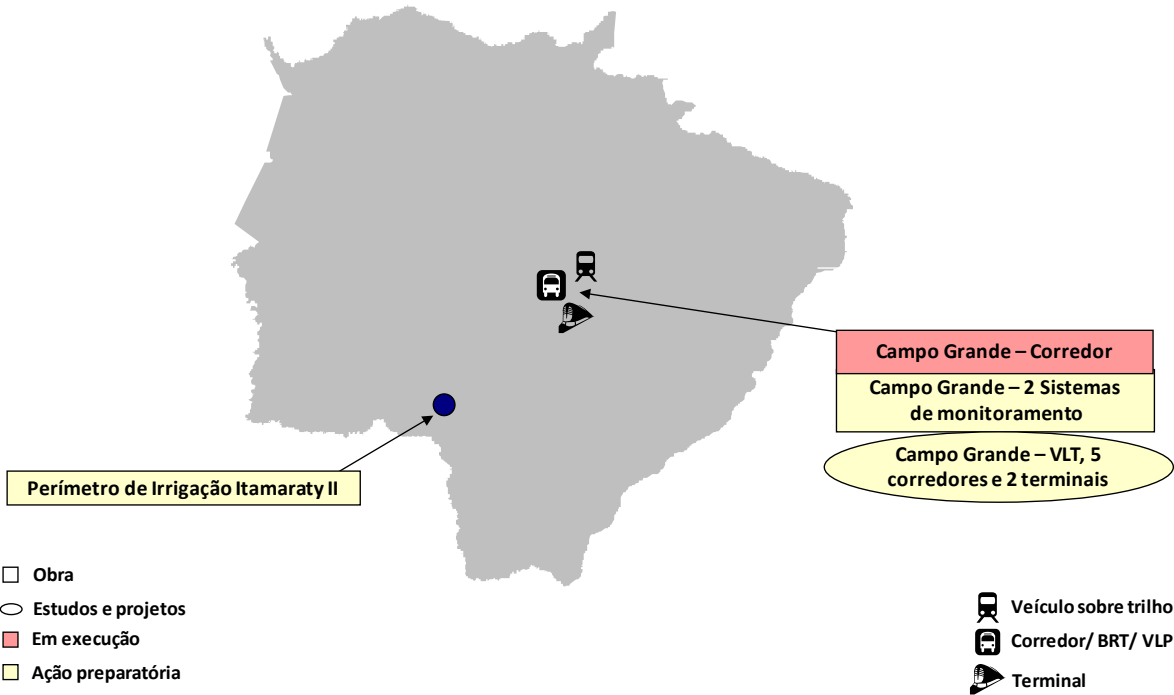 Campo Grande – Corredor
Campo Grande – 2 Sistemas
de monitoramento
Campo Grande – VLT, 5
corredores e 2 terminais
Perímetro de Irrigação Itamaraty II
Obra
Estudos e projetos
Em execução
Ação preparatória
Veículo sobre trilho
Corredor/ BRT/ VLP
Terminal